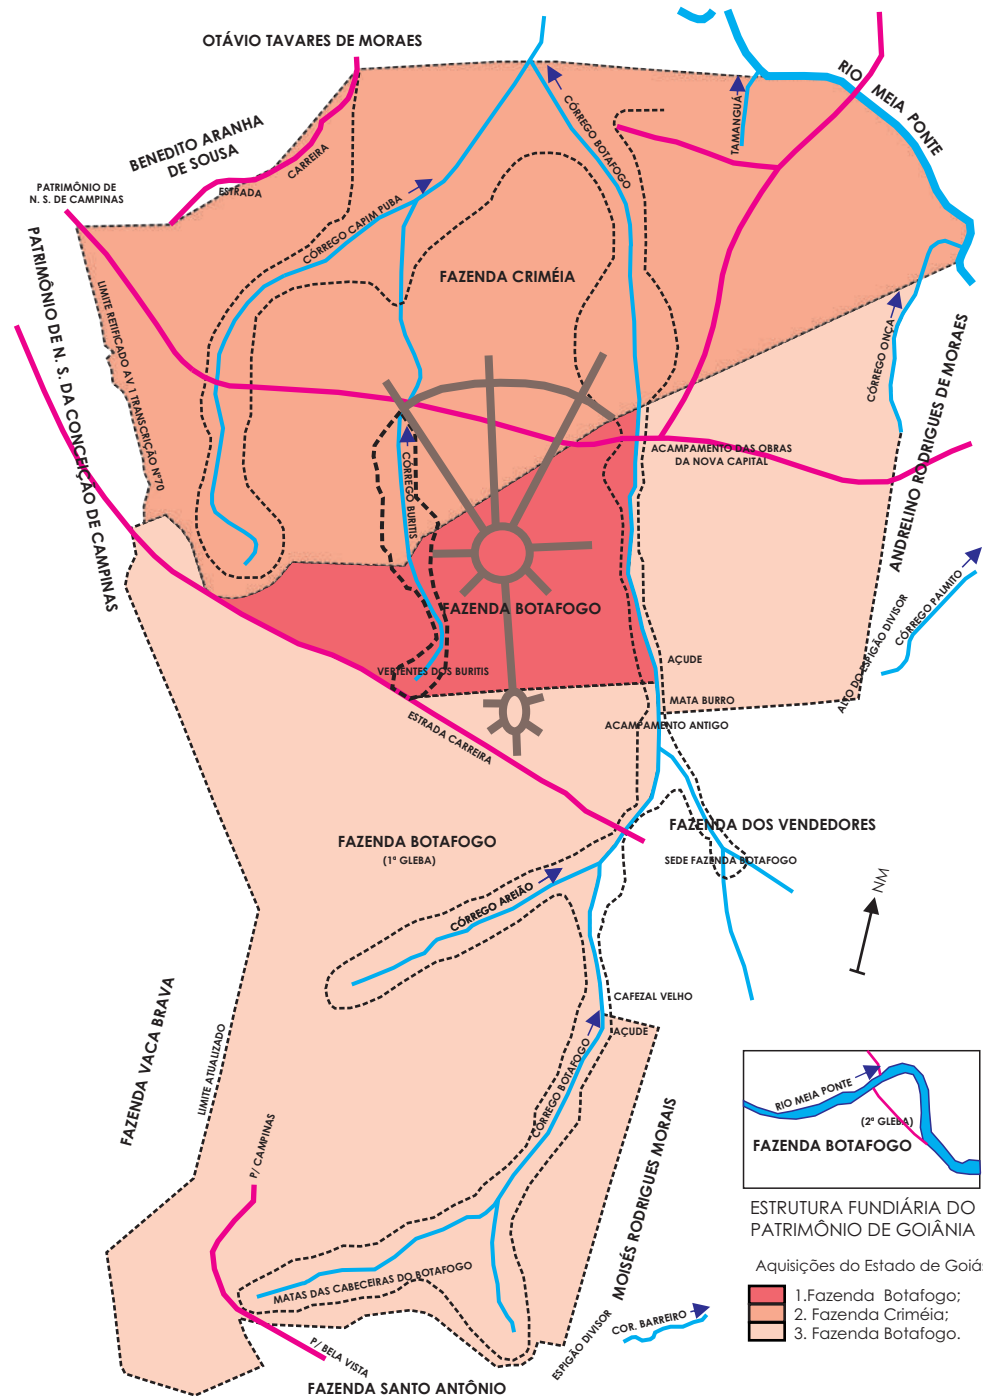 OTÁVIO TAVARES DE MORAES
RIO MEIA PONTE
BENEDITO ARANHA
DE SOUSA
ESTRADA CARREIRA
CÓRREGO BOTAFOGO
TAMANGUÁ
PATRIMÔNIO DE
N. S. DE CAMPINAS
CÓRREGO CAPIM PUBA
FAZENDA CRIMÉIA
PATRIMÔNIO DE N. S. DA CONCEIÇÃO DE CAMPINAS
LIMITE RETIFICADO AV 1 TRANSCRIÇÃO Nº70
CÓRREGO ONÇA
ANDRELINO RODRIGUES DE MORAES
ACAMPAMENTO DAS OBRAS
DA NOVA CAPITAL
CÓRREGO BURITIS
FAZENDA BOTAFOGO
CÓRREGO PALMITO
ALTO DO ESPIGÃO DIVISOR
VERTENTES DOS BURITIS
AÇUDE
MATA BURRO
ACAMPAMENTO ANTIGO
ESTRADA CARREIRA
FAZENDA BOTAFOGO
(1ª GLEBA)
FAZENDA DOS VENDEDORES
SEDE FAZENDA BOTAFOGO
CÓRREGO AREIÃO
NM
FAZENDA VACA BRAVA
LIMITE ATUALIZADO
CAFEZAL VELHO
AÇUDE
CÓRREGO BOTAFOGO
P/ CAMPINAS
MOISÉS RODRIGUES MORAIS
MATAS DAS CABECEIRAS DO BOTAFOGO
P/ BELA VISTA
ESPIGÃO DIVISOR
COR. BARREIRO
FAZENDA SANTO ANTÔNIO
RIO MEIA PONTE
(2ª GLEBA)
FAZENDA BOTAFOGO
ESTRUTURA FUNDIÁRIA DO
PATRIMÔNIO DE GOIÂNIA
Aquisições do Estado de Goiás
1.Fazenda Botafogo;
2. Fazenda Criméia;
3. Fazenda Botafogo.